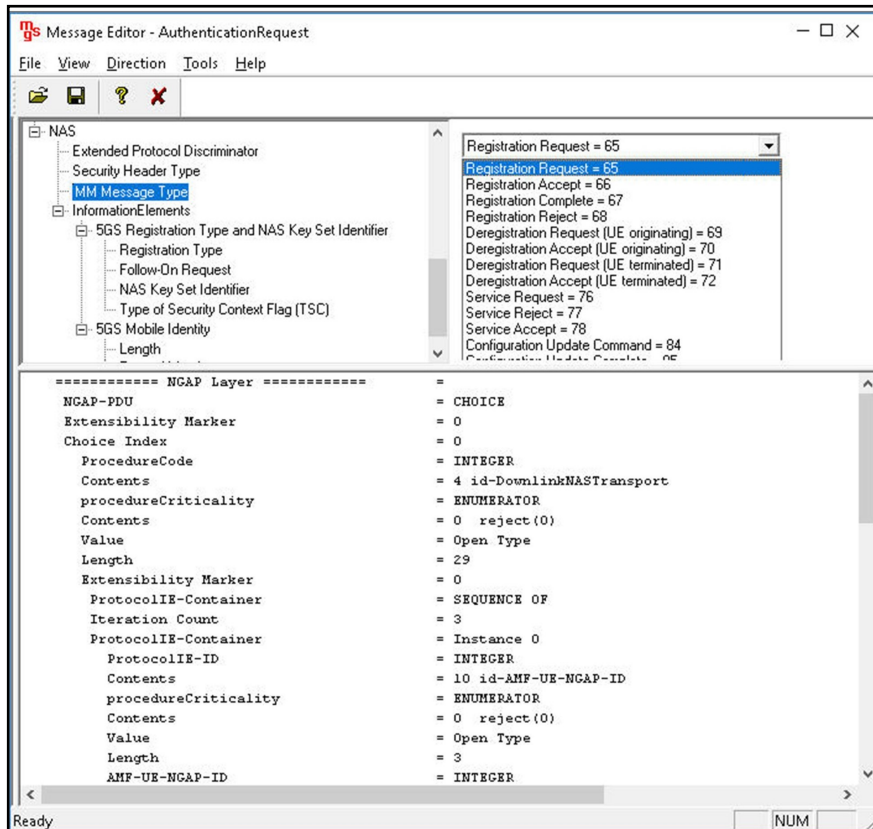 mgs Message Editor - AuthenticationRequest
File View Direction Tools Help
NAS
Extended Protocol Discriminator
Security Header Type
MM Message Type
InformationElements
5GS Registration Type and NAS Key Set Identifier
Registration Type
Follow-On Request
NAS Key Set Identifier
Type of Security Context Flag (TSC)
5GS Mobile Identity
Length
Registration Request = 65
Registration Request = 65
Registration Accept = 66
Registration Complete = 67
Registration Reject = 68
Deregistration Request (UE originating) = 69
Deregistration Accept (UE originating) = 70
Deregistration Request (UE terminated) = 71
Deregistration Accept (UE terminated) = 72
Service Request = 76
Service Reject = 77
Service Accept = 78
Configuration Update Command = 84
============ NGAP Layer ============ =
NGAP-PDU = CHOICE
Extensibility Marker = 0
Choice Index = 0
ProcedureCode = INTEGER
Contents = 4 id-DownlinkNASTransport
procedureCriticality = ENUMERATOR
Contents = 0 reject(0)
Value = Open Type
Length = 29
Extensibility Marker = 0
ProtocolIE-Container = SEQUENCE OF
Iteration Count = 3
ProtocolIE-Container = Instance 0
ProtocolIE-ID = INTEGER
Contents = 10 id-AMF-UE-NGAP-ID
procedureCriticality = ENUMERATOR
Contents = 0 reject(0)
Value = Open Type
Length = 3
AMF-UE-NGAP-ID = INTEGER
Ready NUM